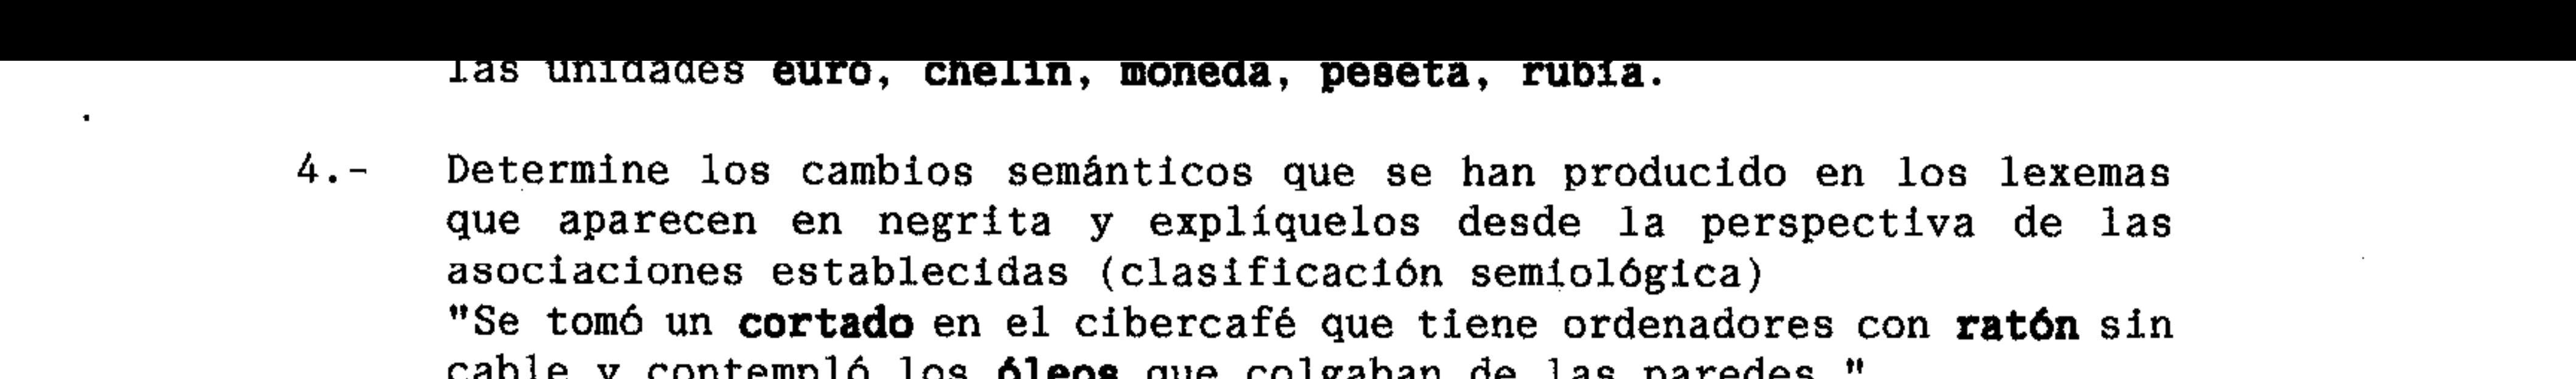 las unidades euro, chelín, moneda, peseta, rubia.
4.- Determine los cambios semánticos que se han producido en los lexemas
que aparecen en negrita y explíquelos desde la perspectiva de las
asociaciones establecidas (clasificación semiológica)
"Se tomó un cortado en el cibercafé que tiene ordenadores con ratón sin
cable y contempló los óleos que colgaban de las paredes."